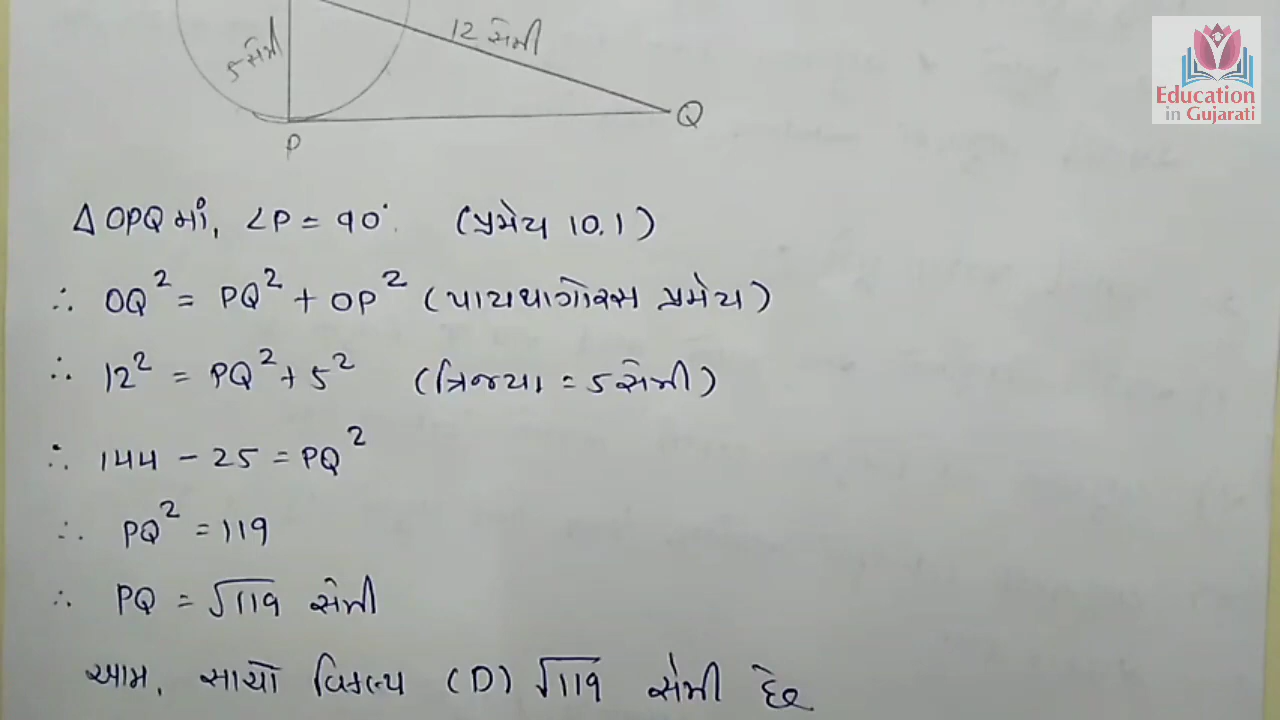 12 સેમી
5 સેમી
Q
P
Education
in Gujarati
Δ OPQ માં, ∠P = 90°. (પ્રમેય 10.1)
∴ OQ² = PQ² + OP² (પાયથાગોરસ પ્રમેય)
∴ 12² = PQ² + 5² (ત્રિજ્યા = 5 સેમી)
∴ 144 - 25 = PQ²
∴ PQ² = 119
∴ PQ = √119 સેમી
આમ, સાચો વિકલ્પ (D) √119 સેમી છે